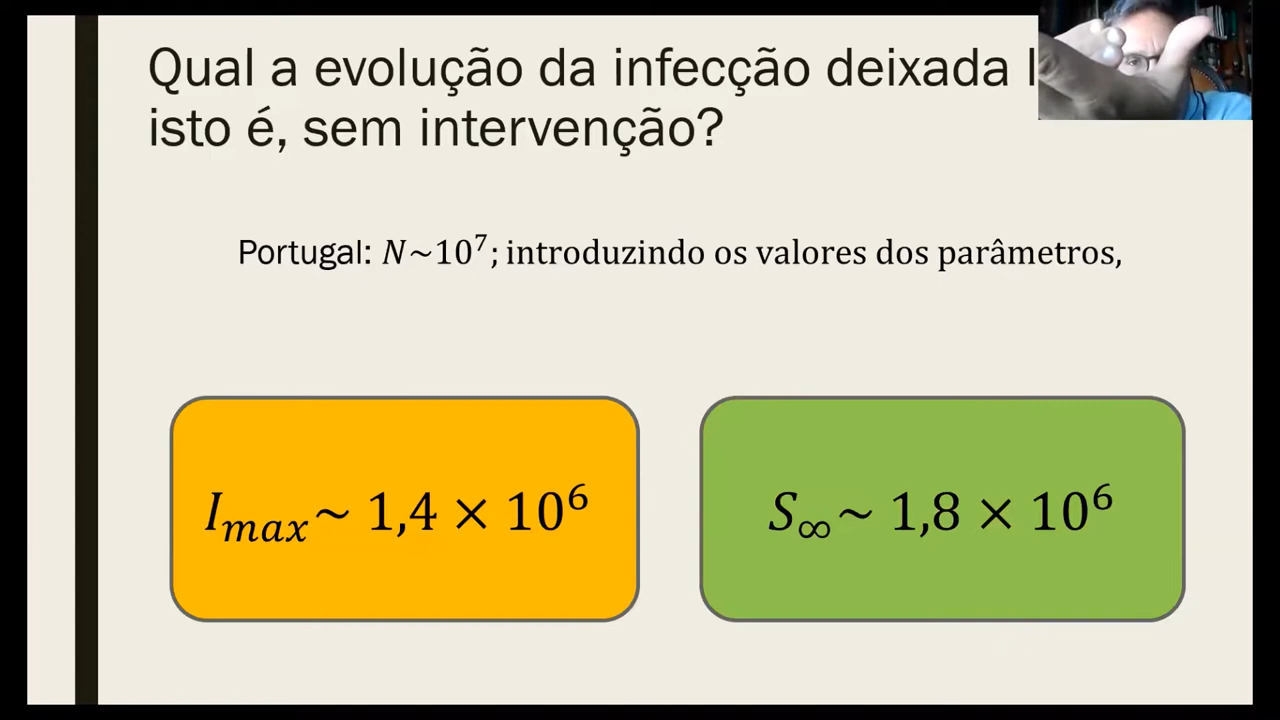 Qual a evolução da infecção deixada
isto é, sem intervenção?
Portugal: N~10⁷; introduzindo os valores dos parâmetros,
I_max ~ 1,4 × 10⁶
S_∞ ~ 1,8 × 10⁶